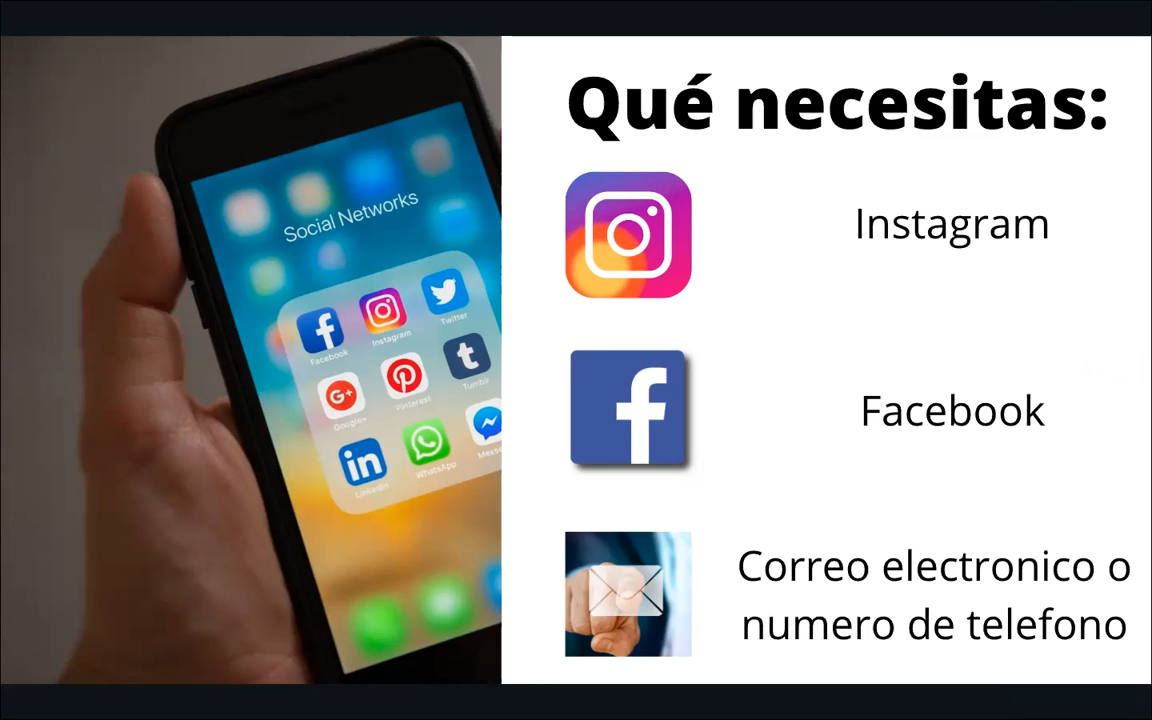 Qué necesitas:
Social Networks
Facebook
Instagram
Twitter
Google+
Pinterest
Tumblr
LinkedIn
WhatsApp
Instagram
Facebook
Correo electronico o
numero de telefono